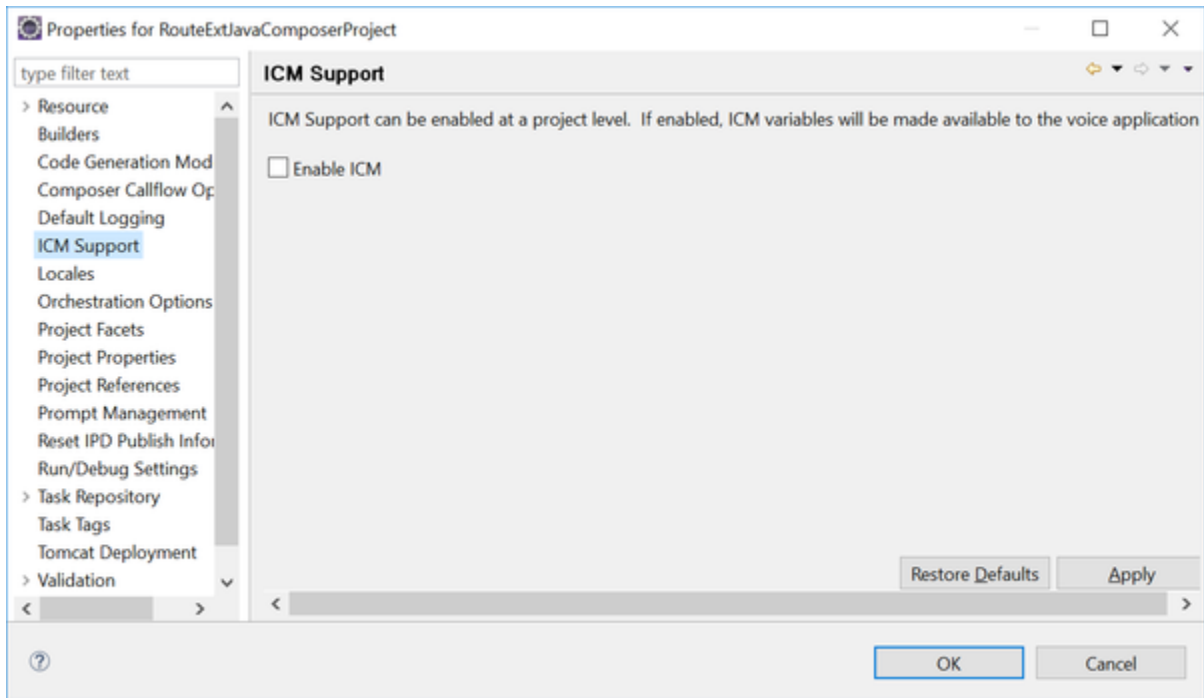 Properties for RouteExtJavaComposerProject
type filter text
ICM Support
Resource
Builders
Code Generation Mod
Composer Callflow Op
Default Logging
ICM Support
Locales
Orchestration Options
Project Facets
Project Properties
Project References
Prompt Management
Reset IPD Publish Infor
Run/Debug Settings
Task Repository
Task Tags
Tomcat Deployment
Validation
ICM Support can be enabled at a project level. If enabled, ICM variables will be made available to the voice application
Enable ICM
Restore Defaults Apply
OK Cancel